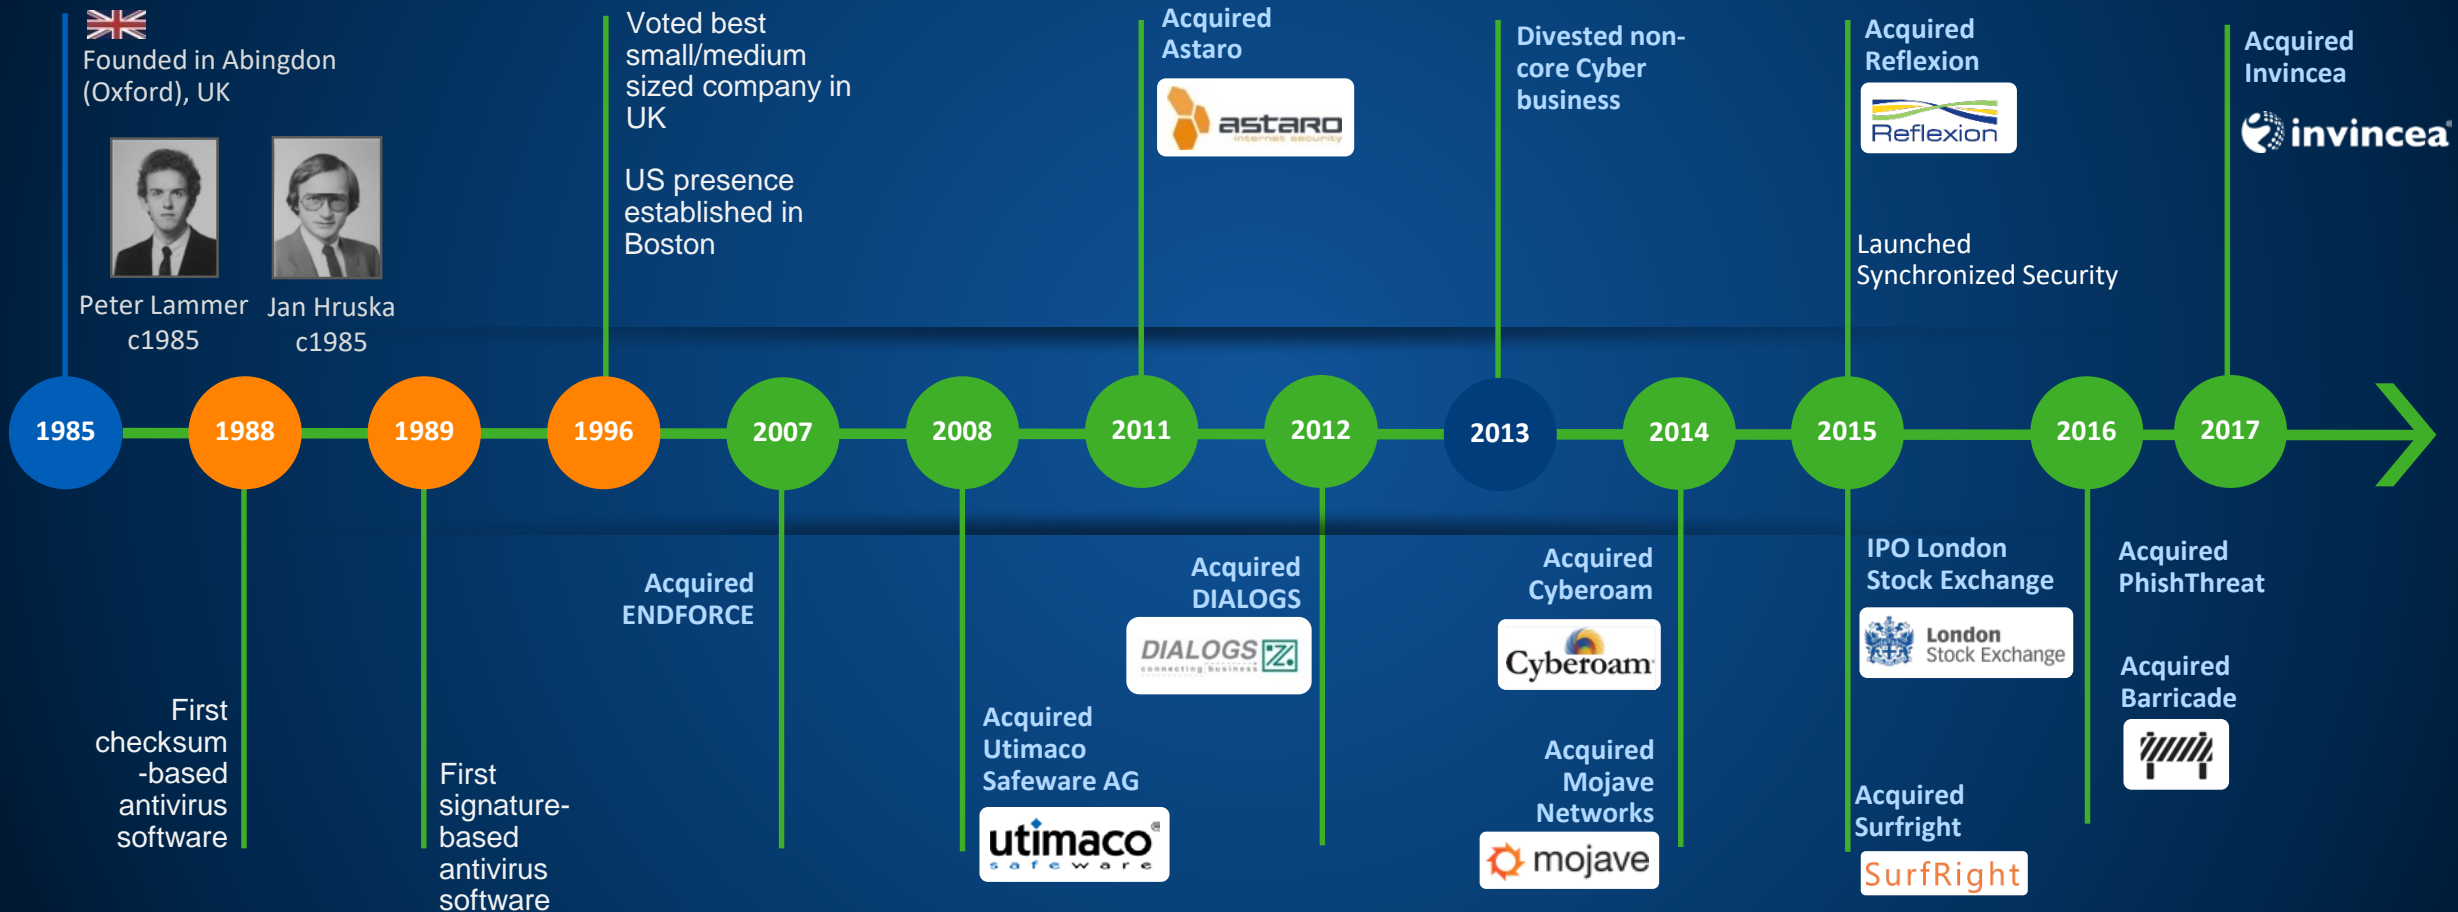 Founded in Abingdon
(Oxford), UK
Peter Lammer
c1985
Jan Hruska
c1985
Voted best
small/medium
sized company in
UK
US presence
established in
Boston
Acquired
Astaro
astaro
internet security
Divested non-
core Cyber
business
Acquired
Reflexion
Reflexion
Launched
Synchronized Security
Acquired
Invincea
invincea
1985
1988
1989
1996
2007
2008
2011
2012
2013
2014
2015
2016
2017
First
checksum
-based
antivirus
software
First
signature-
based
antivirus
software
Acquired
ENDFORCE
Acquired
Utimaco
Safeware AG
utimaco
safeware
Acquired
DIALOGS
DIALOGS
connecting business
Acquired
Cyberoam
Cyberoam
Acquired
Mojave
Networks
mojave
IPO London
Stock Exchange
London
Stock Exchange
Acquired
Surfright
SurfRight
Acquired
PhishThreat
Acquired
Barricade